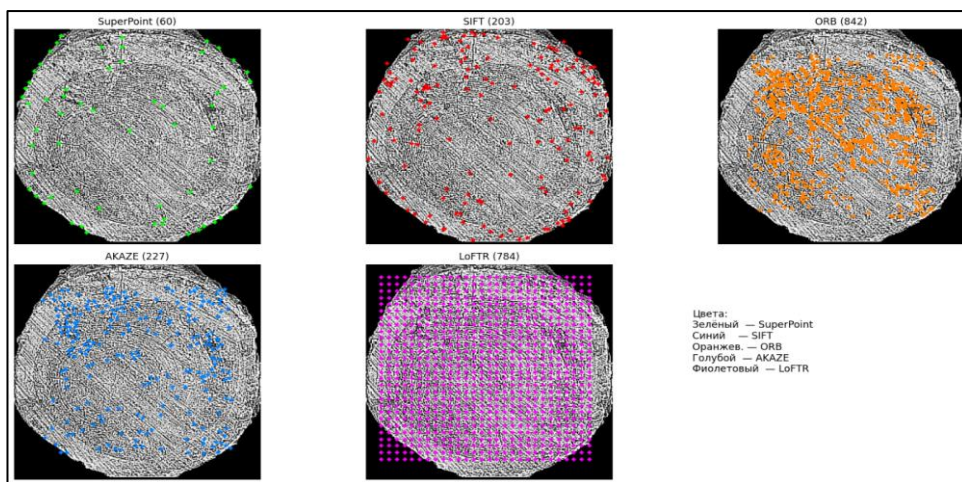 SuperPoint (60)
SIFT (203)
ORB (842)
AKAZE (227)
LoFTR (784)
Цвета:
Зелёный — SuperPoint
Синий — SIFT
Оранжев. — ORB
Голубой — AKAZE
Фиолетовый — LoFTR